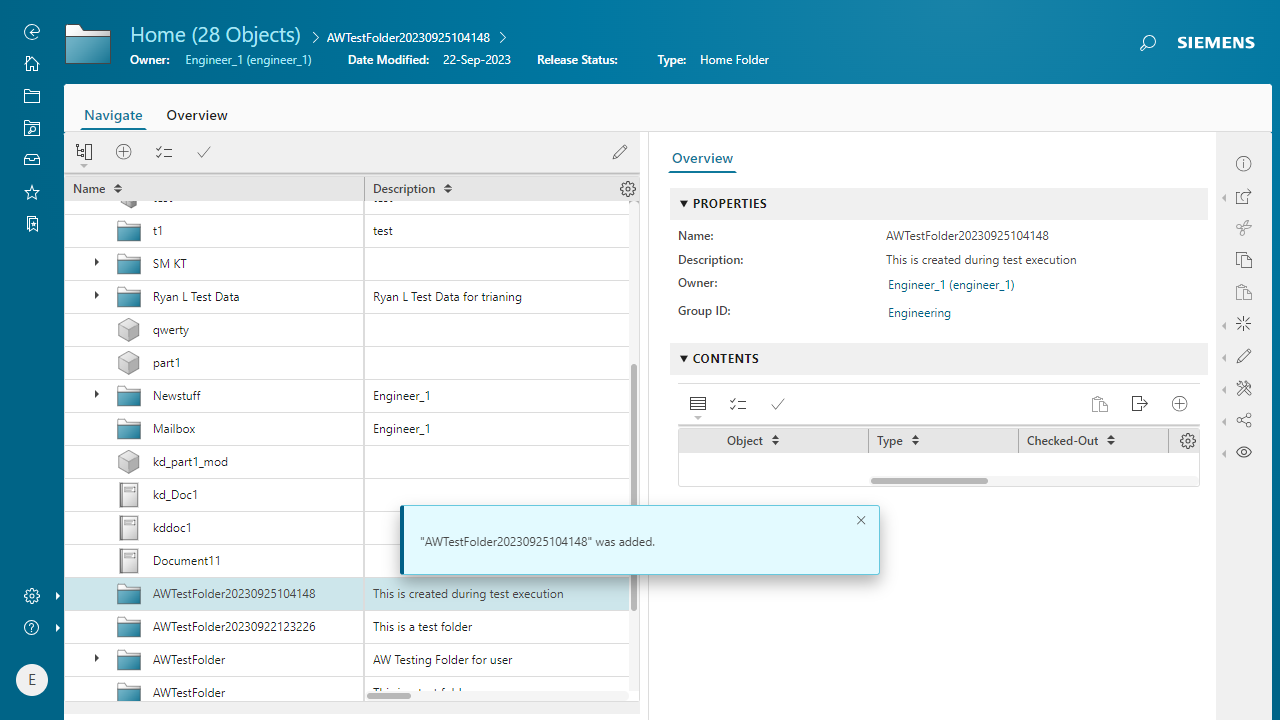 Home (28 Objects)
AWTestFolder20230925104148
Owner: Engineer_1 (engineer_1) Date Modified: 22-Sep-2023 Release Status: Type: Home Folder
SIEMENS
Navigate Overview
Name Description
t1 test
SM KT
Ryan L Test Data Ryan L Test Data for trianing
qwerty
part1
Newstuff Engineer_1
Mailbox Engineer_1
kd_part1_mod
kd_Doc1
kddoc1
Document11
AWTestFolder20230925104148 This is created during test execution
AWTestFolder20230922123226 This is a test folder
AWTestFolder AW Testing Folder for user
AWTestFolder
Overview
PROPERTIES
Name: AWTestFolder20230925104148
Description: This is created during test execution
Owner: Engineer_1 (engineer_1)
Group ID: Engineering
CONTENTS
Object Type Checked-Out
"AWTestFolder20230925104148" was added.
E